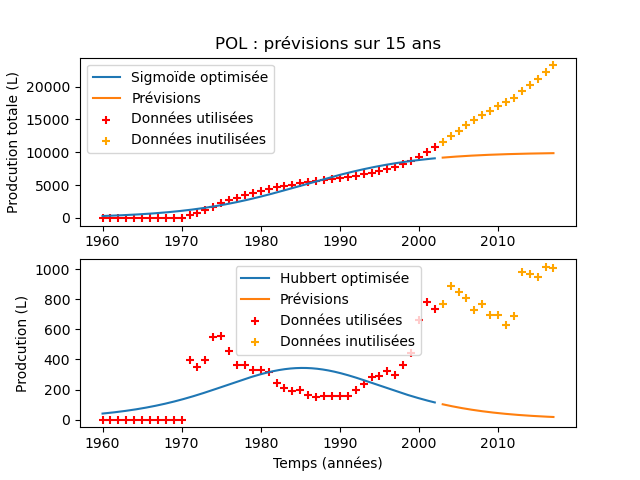 POL : prévisions sur 15 ans
Prodcution totale (L)
20000
15000
10000
5000
0
Sigmoïde optimisée
Prévisions
Données utilisées
Données inutilisées
1960 1970 1980 1990 2000 2010
Prodcution (L)
1000
800
600
400
200
0
Hubbert optimisée
Prévisions
Données utilisées
Données inutilisées
1960 1970 1980 1990 2000 2010
Temps (années)